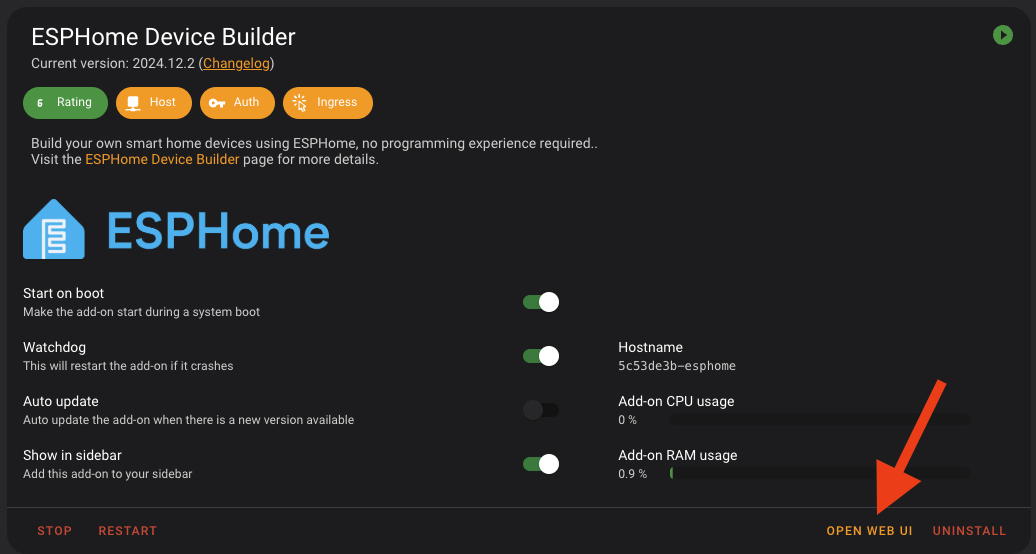 ESPHome Device Builder
Current version: 2024.12.2 (Changelog)
6 Rating Host Auth Ingress
Build your own smart home devices using ESPHome, no programming experience required..
Visit the ESPHome Device Builder page for more details.
ESPHome
Start on boot
Make the add-on start during a system boot
Watchdog
This will restart the add-on if it crashes
Hostname
5c53de3b-esphome
Auto update
Auto update the add-on when there is a new version available
Add-on CPU usage
0 %
Show in sidebar
Add this add-on to your sidebar
Add-on RAM usage
0.9 %
STOP RESTART OPEN WEB UI UNINSTALL